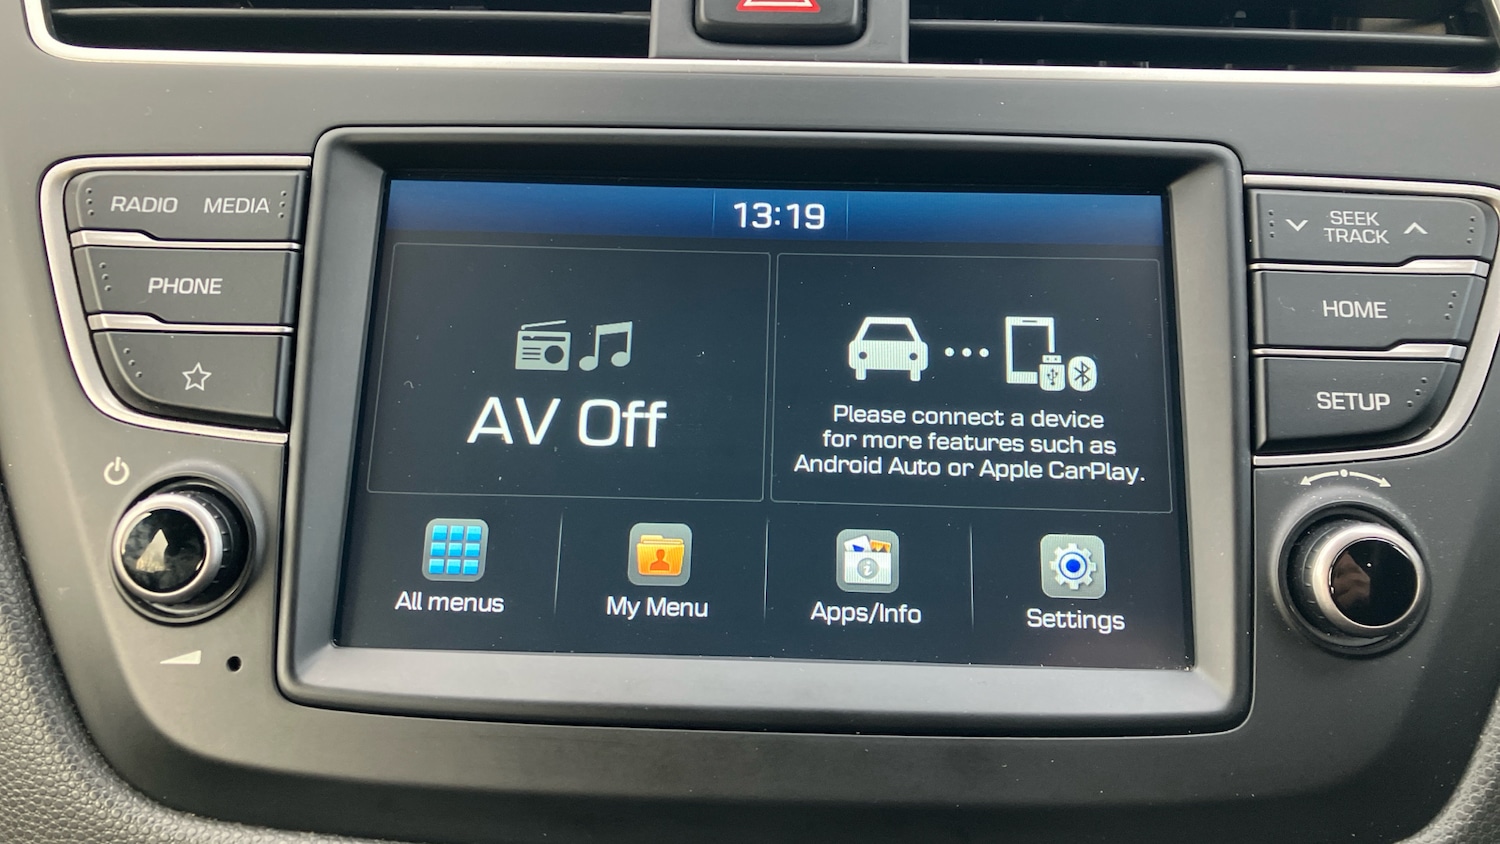 RADIO MEDIA
PHONE
13:19
AV Off
Please connect a device
for more features such as
Android Auto or Apple CarPlay.
All menus
My Menu
Apps/Info
Settings
SEEK
TRACK
HOME
SETUP